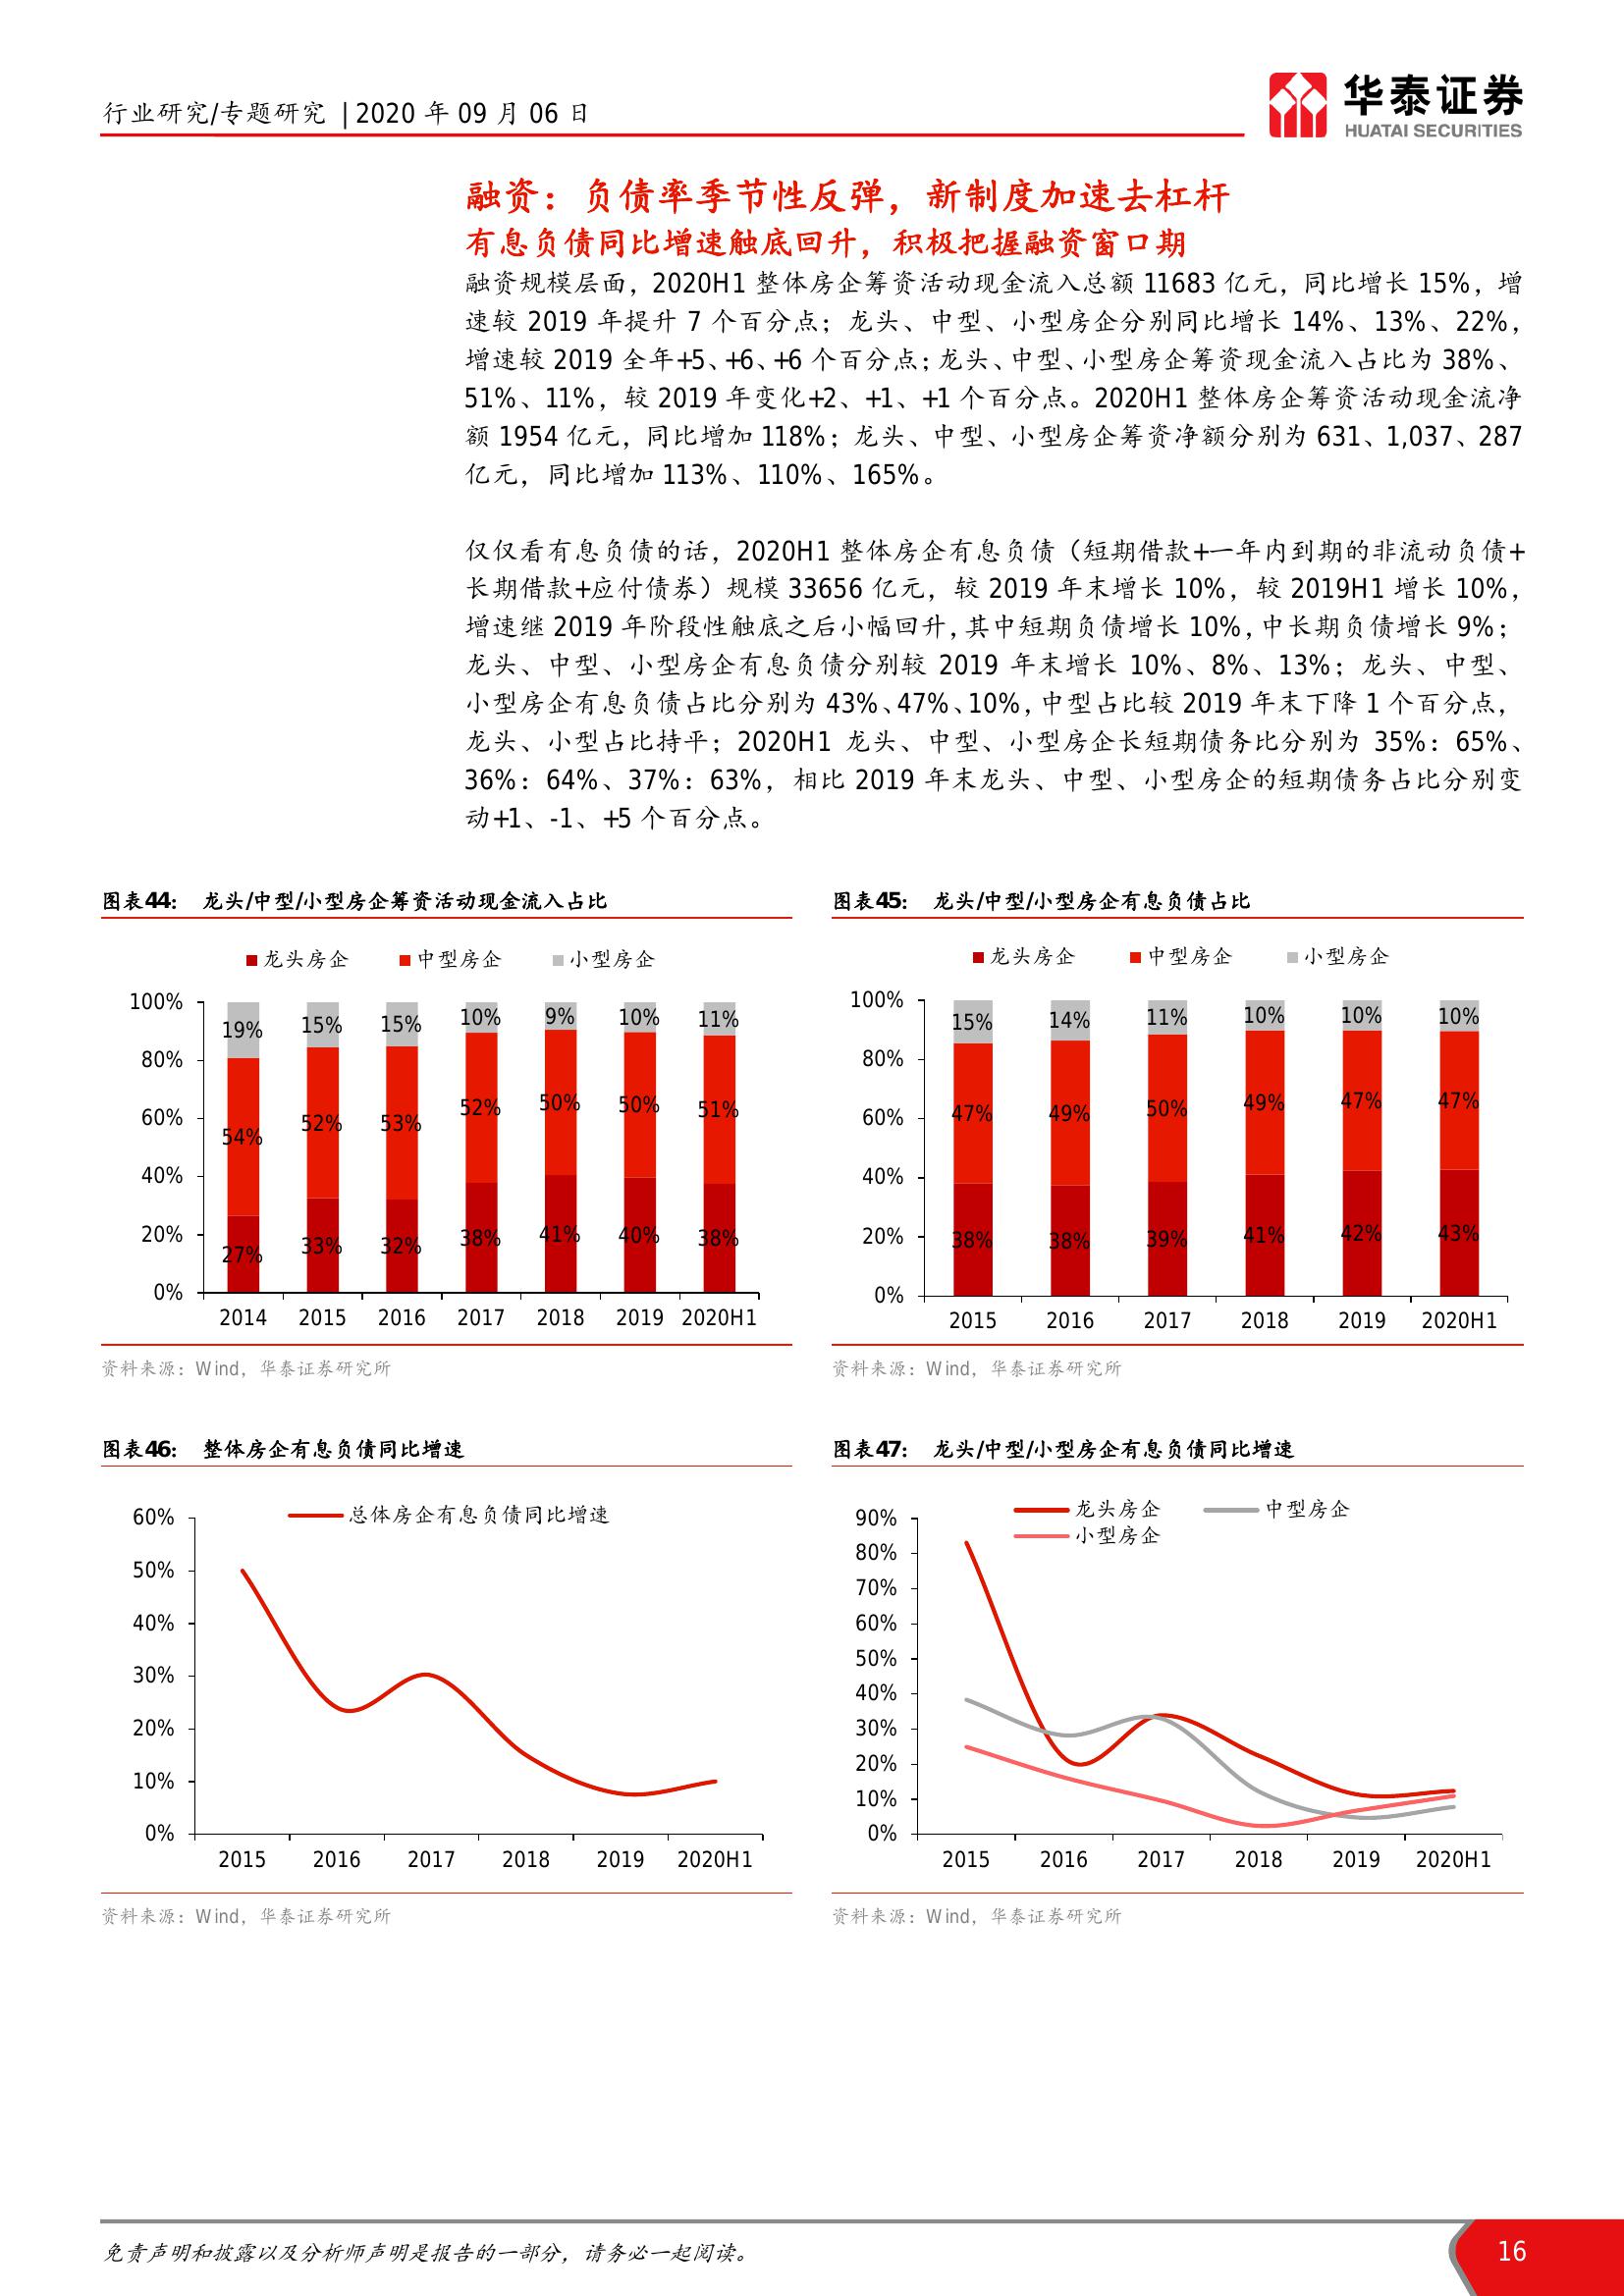 行业研究/专题研究 | 2020 年 09 月 06 日
华泰证券
HUATAI SECURITIES
融资：负债率季节性反弹，新制度加速去杠杆
有息负债同比增速触底回升，积极把握融资窗口期
融资规模层面，2020H1 整体房企筹资活动现金流入总额 11683 亿元，同比增长 15%，增
速较 2019 年提升 7 个百分点；龙头、中型、小型房企分别同比增长 14%、13%、22%，
增速较 2019 全年+5、+6、+6 个百分点；龙头、中型、小型房企筹资现金流入占比为 38%、
51%、11%，较 2019 年变化+2、+1、+1 个百分点。2020H1 整体房企筹资活动现金流净
额 1954 亿元，同比增加 118%；龙头、中型、小型房企筹资净额分别为 631、1,037、287
亿元，同比增加 113%、110%、165%。
仅仅看有息负债的话，2020H1 整体房企有息负债（短期借款+一年内到期的非流动负债+
长期借款+应付债券）规模 33656 亿元，较 2019 年末增长 10%，较 2019H1 增长 10%，
增速继 2019 年阶段性触底之后小幅回升，其中短期负债增长 10%，中长期负债增长 9%；
龙头、中型、小型房企有息负债分别较 2019 年末增长 10%、8%、13%；龙头、中型、
小型房企有息负债占比分别为 43%、47%、10%，中型占比较 2019 年末下降 1 个百分点，
龙头、小型占比持平；2020H1 龙头、中型、小型房企长短期债务比分别为 35%：65%、
36%：64%、37%：63%，相比 2019 年末龙头、中型、小型房企的短期债务占比分别变
动+1、-1、+5 个百分点。
图表44： 龙头/中型/小型房企筹资活动现金流入占比
龙头房企 中型房企 小型房企
100%
80%
60%
40%
20%
0%
19% 15% 15% 10% 9% 10% 11%
54% 52% 53% 52% 50% 50% 51%
27% 33% 32% 38% 41% 40% 38%
2014 2015 2016 2017 2018 2019 2020H1
资料来源：Wind，华泰证券研究所
图表45： 龙头/中型/小型房企有息负债占比
龙头房企 中型房企 小型房企
100%
80%
60%
40%
20%
0%
15% 14% 11% 10% 10% 10%
47% 49% 50% 49% 47% 47%
38% 38% 39% 41% 42% 43%
2015 2016 2017 2018 2019 2020H1
资料来源：Wind，华泰证券研究所
图表46： 整体房企有息负债同比增速
总体房企有息负债同比增速
60%
50%
40%
30%
20%
10%
0%
2015 2016 2017 2018 2019 2020H1
资料来源：Wind，华泰证券研究所
图表47： 龙头/中型/小型房企有息负债同比增速
龙头房企 中型房企
小型房企
90%
80%
70%
60%
50%
40%
30%
20%
10%
0%
2015 2016 2017 2018 2019 2020H1
资料来源：Wind，华泰证券研究所
免责声明和披露以及分析师声明是报告的一部分，请务必一起阅读。
16